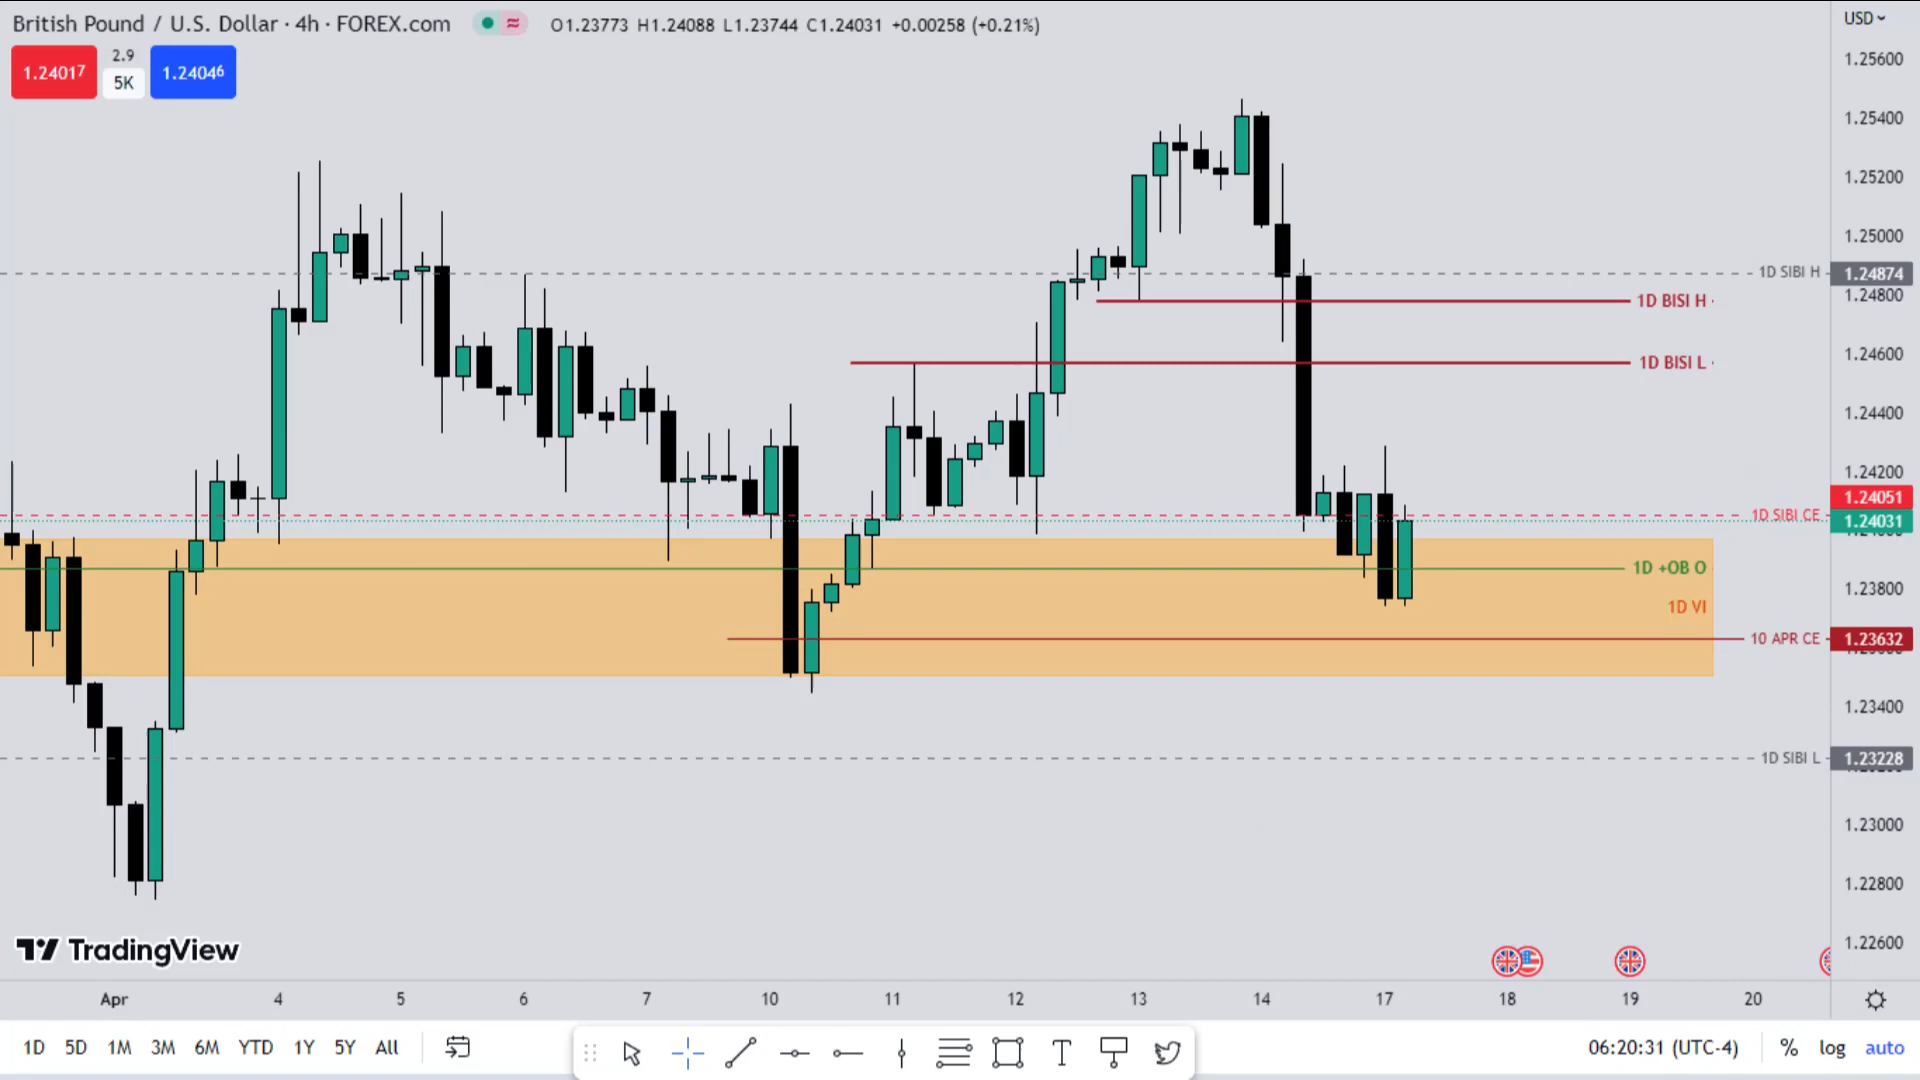 British Pound / U.S. Dollar · 4h · FOREX.com ≈ O1.23773 H1.24088 L1.23744 C1.24031 +0.00258 (+0.21%)
USD
1.24017 2.9 1.24046
5K
1.25600
1.25400
1.25200
1.25000
1D SIBI H 1.24874
1.24800
1D BISI H
1.24600
1D BISI L
1.24400
1.24200
1.24051
1D SIBI CE
1.24031
1D +OB O
1.23800
1D VI
10 APR CE 1.23632
1.23400
1D SIBI L 1.23228
1.23000
1.22800
1.22600
TradingView
Apr 4 5 6 7 10 11 12 13 14 17 18 19 20
1D 5D 1M 3M 6M YTD 1Y 5Y All
T
06:20:31 (UTC-4) % log auto